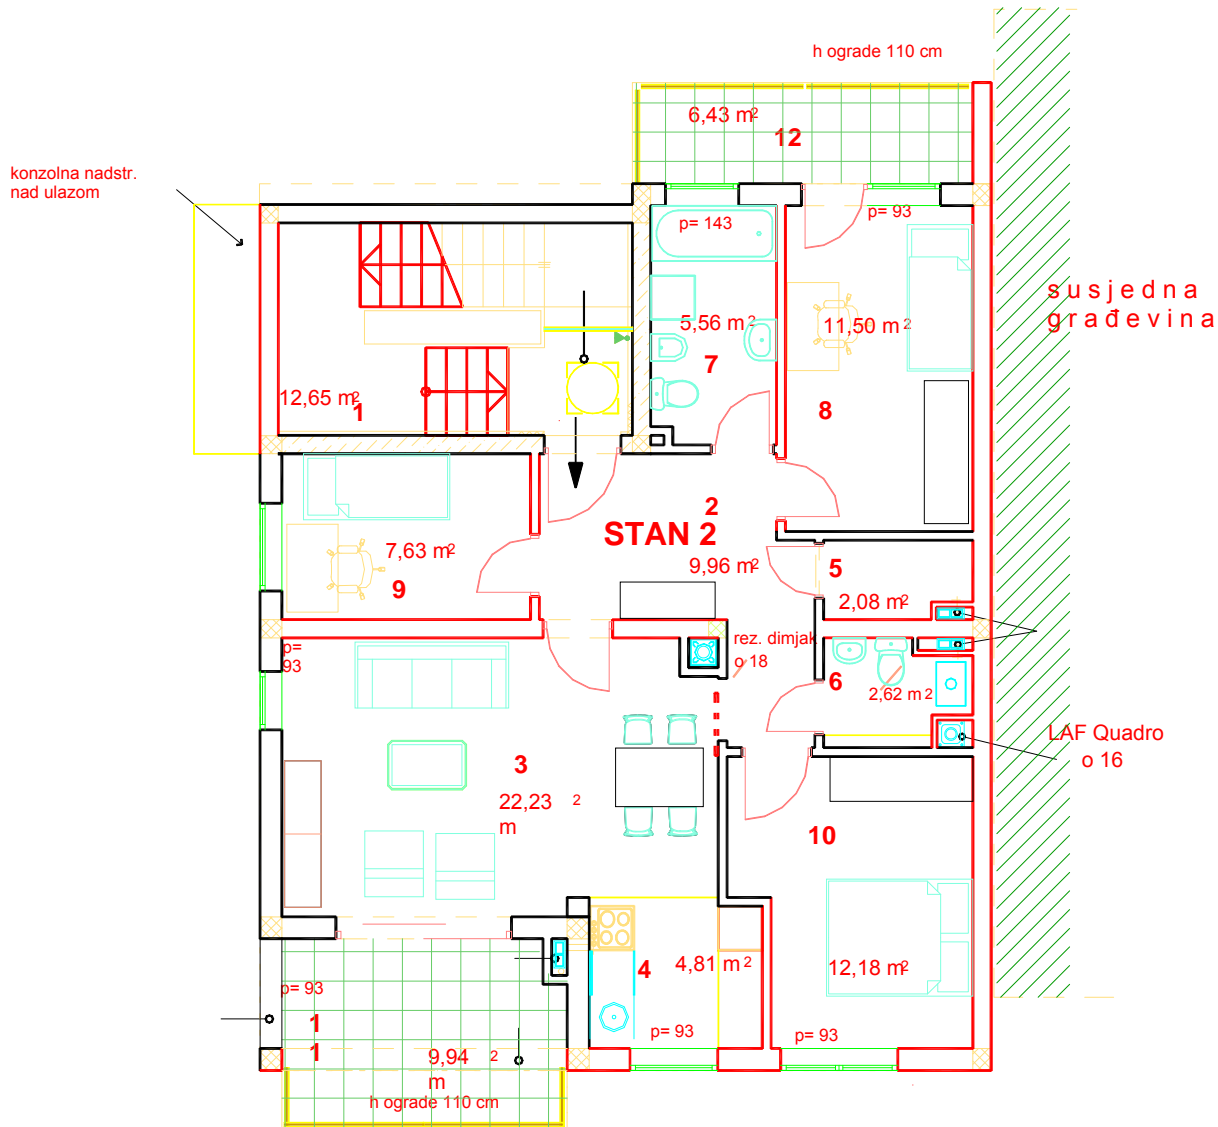 h ograde 110 cm
6,43 m²
12
konzolna nadstr.
nad ulazom
p= 143
p= 93
susjedna
građevina
5,56 m²
11,50 m²
7
12,65 m²
1
8
2
STAN 2
7,63 m²
9,96 m²
5
9
2,08 m²
rez. dimjak
o 18
p=
93
6
2,62 m²
LAF Quadro
o 16
3
22,23 ²
m
10
4
4,81 m²
12,18 m²
p= 93
1
1
p= 93
p= 93
9,94 ²
m
h ograde 110 cm